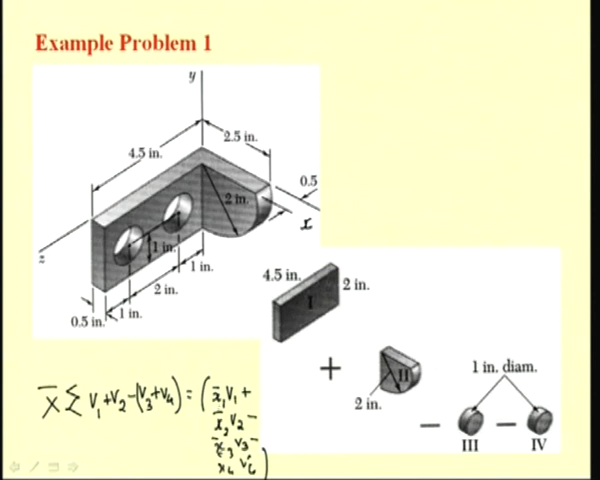 Example Problem 1
y
2.5 in.
4.5 in.
0.5
2 in.
x
z
1 in.
1 in.
2 in.
1 in.
0.5 in.
4.5 in.
2 in.
I
+
II
2 in.
1 in. diam.
− −
III IV
x̄ Σ V₁+V₂-(V₃+V₄) = (x̄₁V₁ +
x̄₂V₂ −
x̄₃V₃ −
x₄V₄)